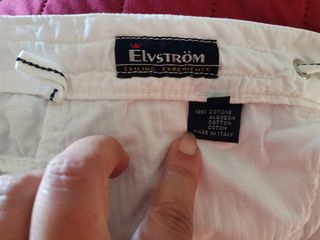 ELVSTRÖM
SAILING EXPERIENCE
100% COTONE
ALGODON
COTTON
COTON
MADE IN ITALY